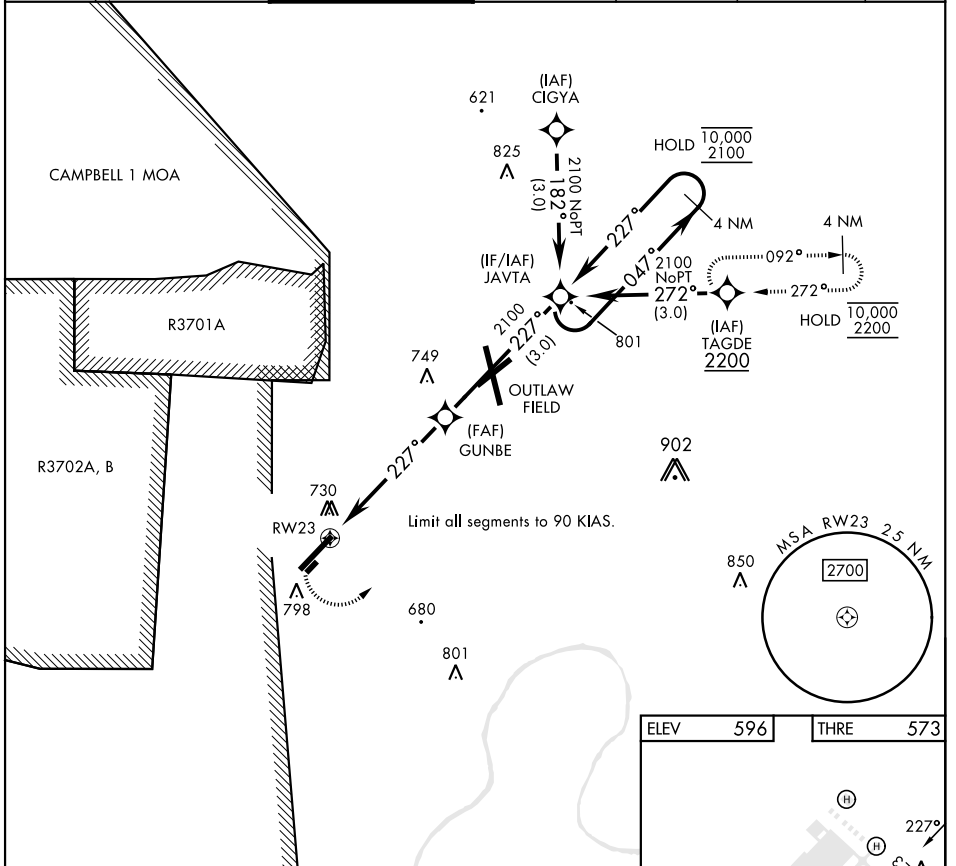 (IAF)
CIGYA
621
825
HOLD 10,000
2100
CAMPBELL 1 MOA
2100 NoPT
182°
(3.0)
227°
047°
4 NM
4 NM
092°
272°
HOLD 10,000
2200
(IF/IAF)
JAVTA
2100
NoPT
272°
(3.0)
(IAF)
TAGDE
2200
801
R3701A
2100
227°
(3.0)
749
OUTLAW
FIELD
(FAF)
GUNBE
R3702A, B
227°
902
730
RW23
Limit all segments to 90 KIAS.
MSA RW23 25 NM
2700
850
798
680
801
ELEV 596
THRE 573
H
H
227°